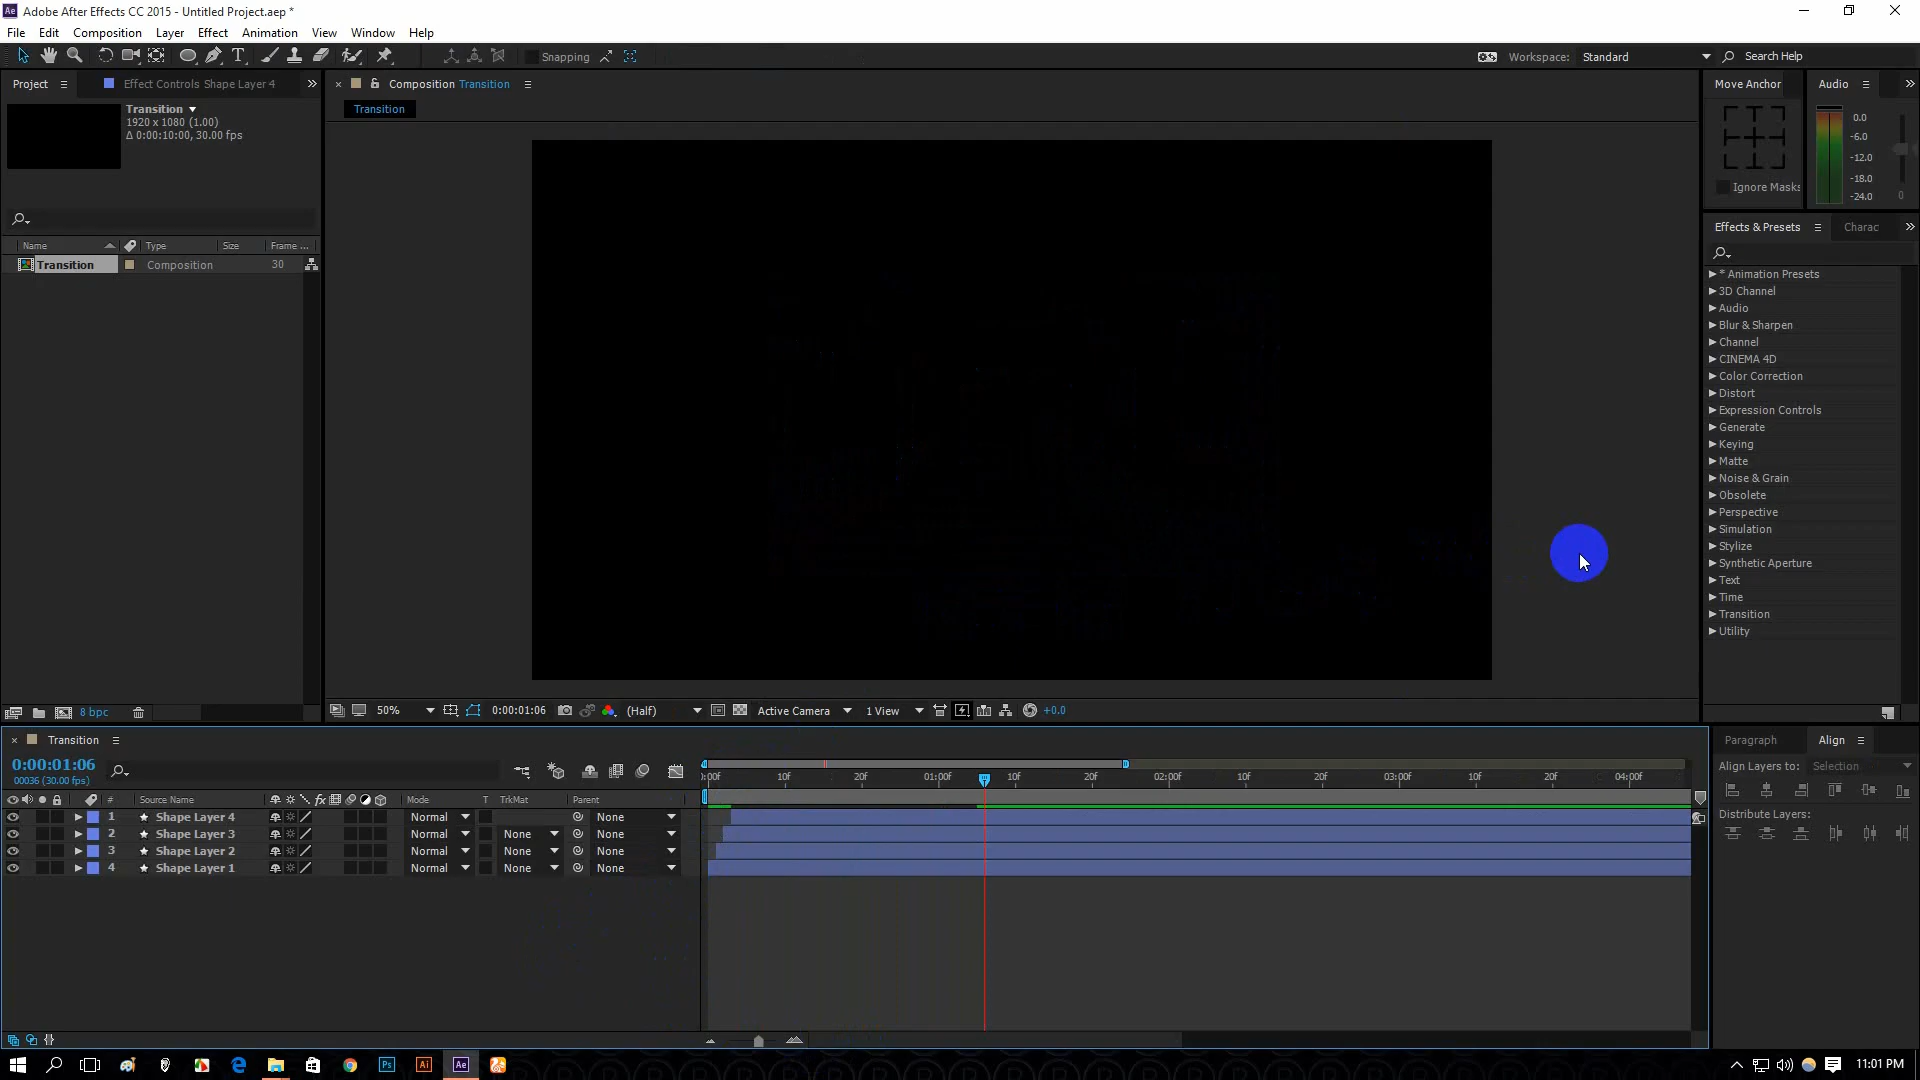 Adobe After Effects CC 2015 - Untitled Project.aep *
File Edit Composition Layer Effect Animation View Window Help
Snapping
Workspace: Standard
Search Help
Project
Effect Controls Shape Layer 4
Composition Transition
Move Anchor
Audio
Transition
1920 x 1080 (1.00)
Δ 0:00:10:00, 30.00 fps
Transition
0.0
-6.0
-12.0
-18.0
-24.0
0
Ignore Masks
Effects & Presets
Charac
Name Type Size Frame ...
Transition Composition 30
* Animation Presets
3D Channel
Audio
Blur & Sharpen
Channel
CINEMA 4D
Color Correction
Distort
Expression Controls
Generate
Keying
Matte
Noise & Grain
Obsolete
Perspective
Simulation
Stylize
Synthetic Aperture
Text
Time
Transition
Utility
8 bpc
50% 0:00:01:06 (Half) Active Camera 1 View +0.0
Transition
Paragraph
Align
0:00:01:06
00036 (30.00 fps)
:00f 10f 20f 01:00f 10f 20f 02:00f 10f 20f 03:00f 10f 20f 04:00f
Align Layers to: Selection
# Source Name fx Mode T TrkMat Parent
1 Shape Layer 4 Normal None
2 Shape Layer 3 Normal None None
3 Shape Layer 2 Normal None None
4 Shape Layer 1 Normal None None
Distribute Layers:
Ps
Ai
Ae
11:01 PM